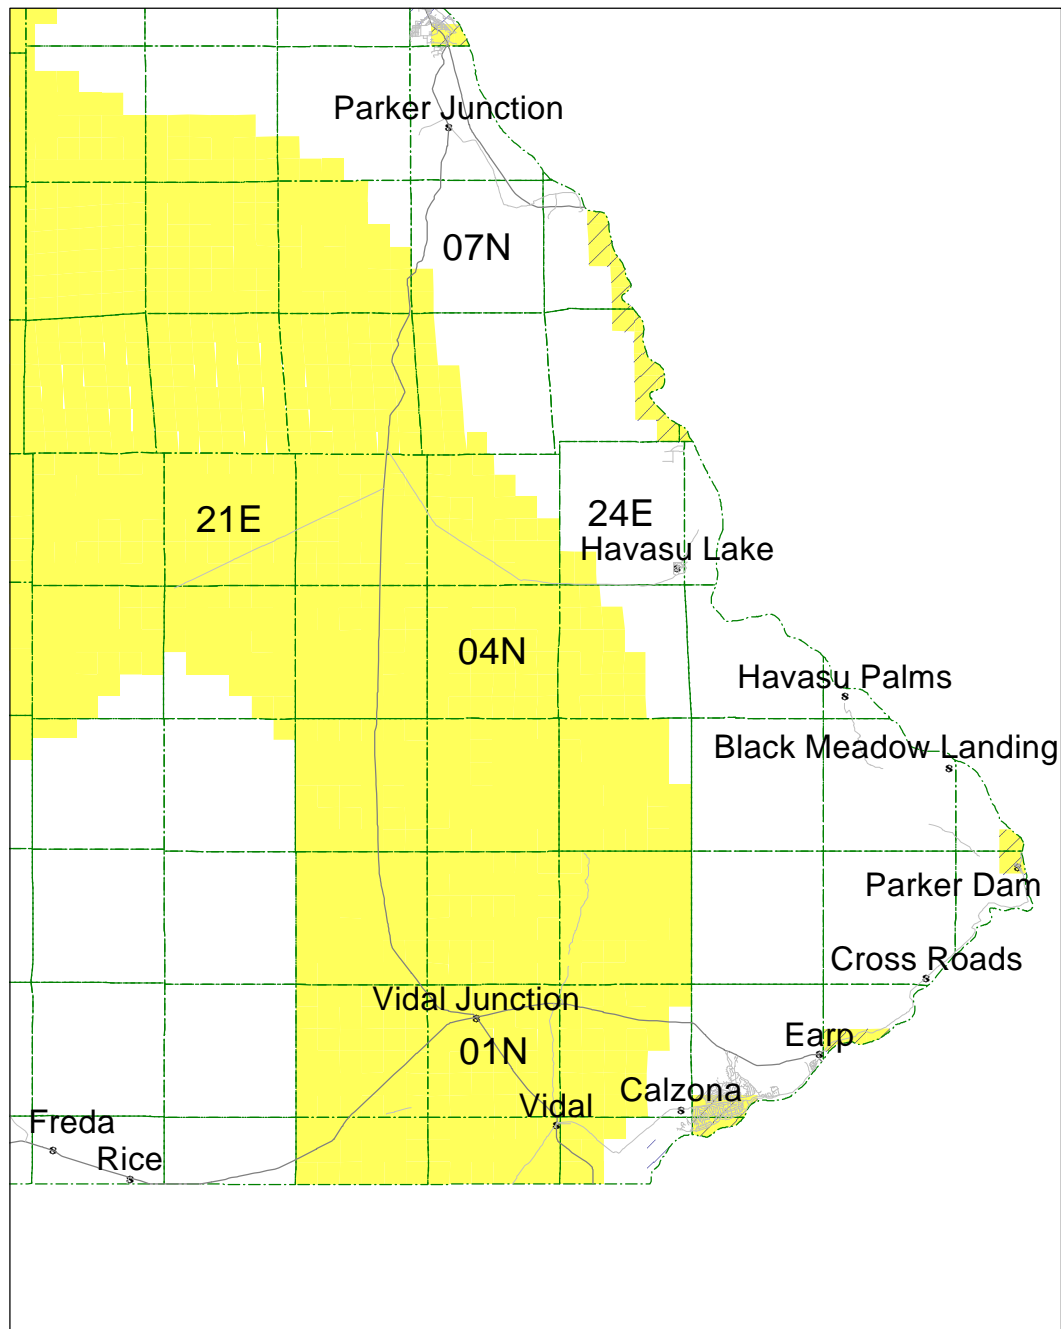 Parker Junction
07N
21E
24E
Havasu Lake
04N
Havasu Palms
Black Meadow Landing
Parker Dam
Cross Roads
Vidal Junction
Earp
01N
Calzona
Vidal
Freda
Rice